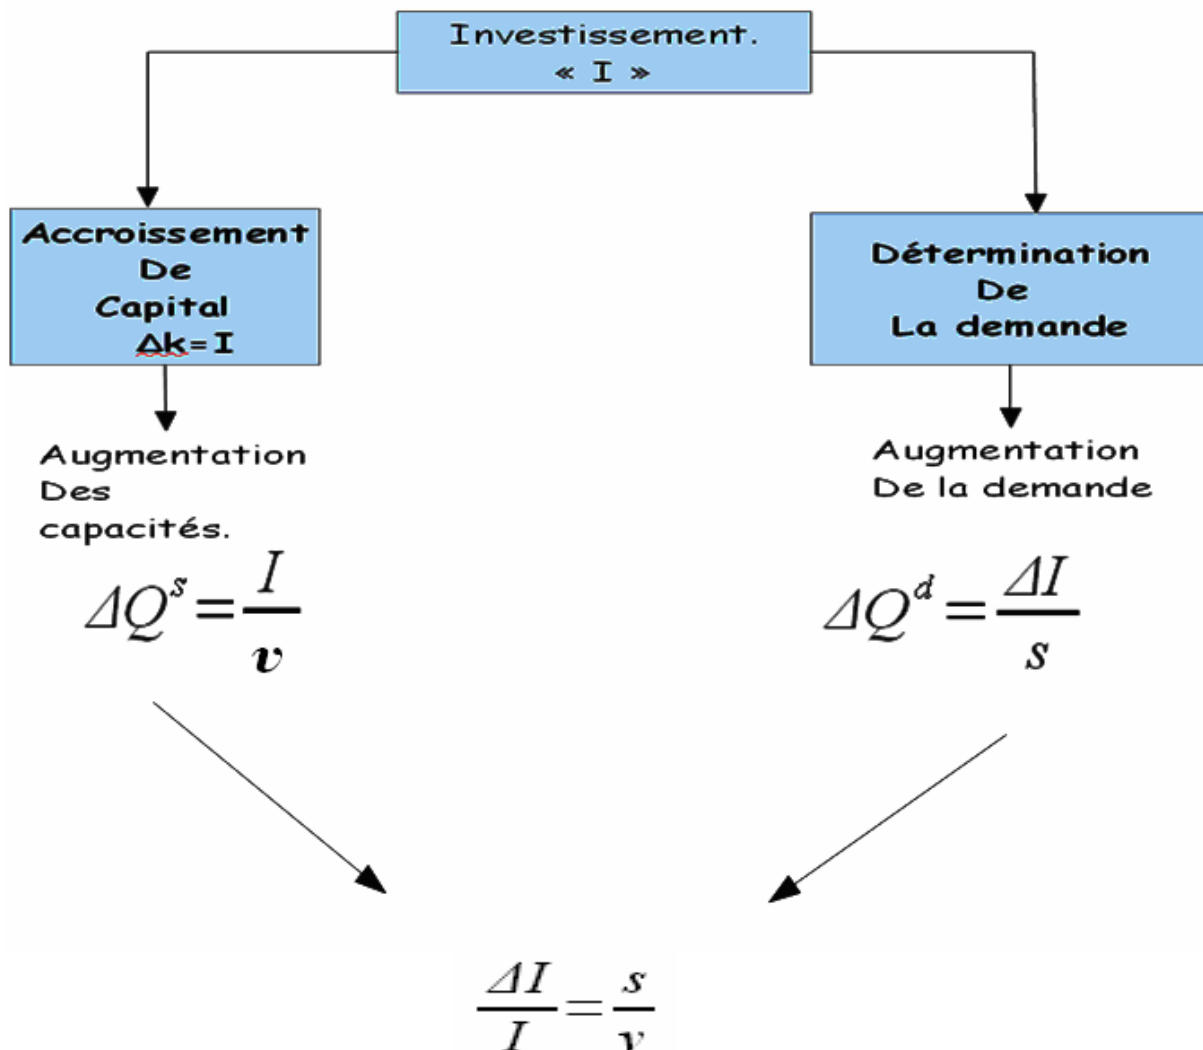 Investissement.
« I »
Accroissement
De
Capital
Δk=I
Détermination
De
La demande
Augmentation
Des
capacités.
Augmentation
De la demande
ΔQ^s = I/v
ΔQ^d = ΔI/s
ΔI/I = s/v